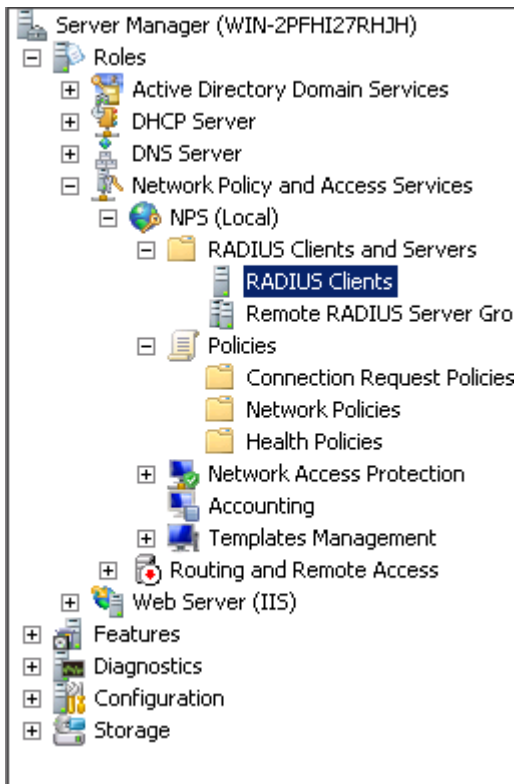 Server Manager (WIN-2PFHI27RHJH)
Roles
Active Directory Domain Services
DHCP Server
DNS Server
Network Policy and Access Services
NPS (Local)
RADIUS Clients and Servers
RADIUS Clients
Remote RADIUS Server Gro
Policies
Connection Request Policies
Network Policies
Health Policies
Network Access Protection
Accounting
Templates Management
Routing and Remote Access
Web Server (IIS)
Features
Diagnostics
Configuration
Storage